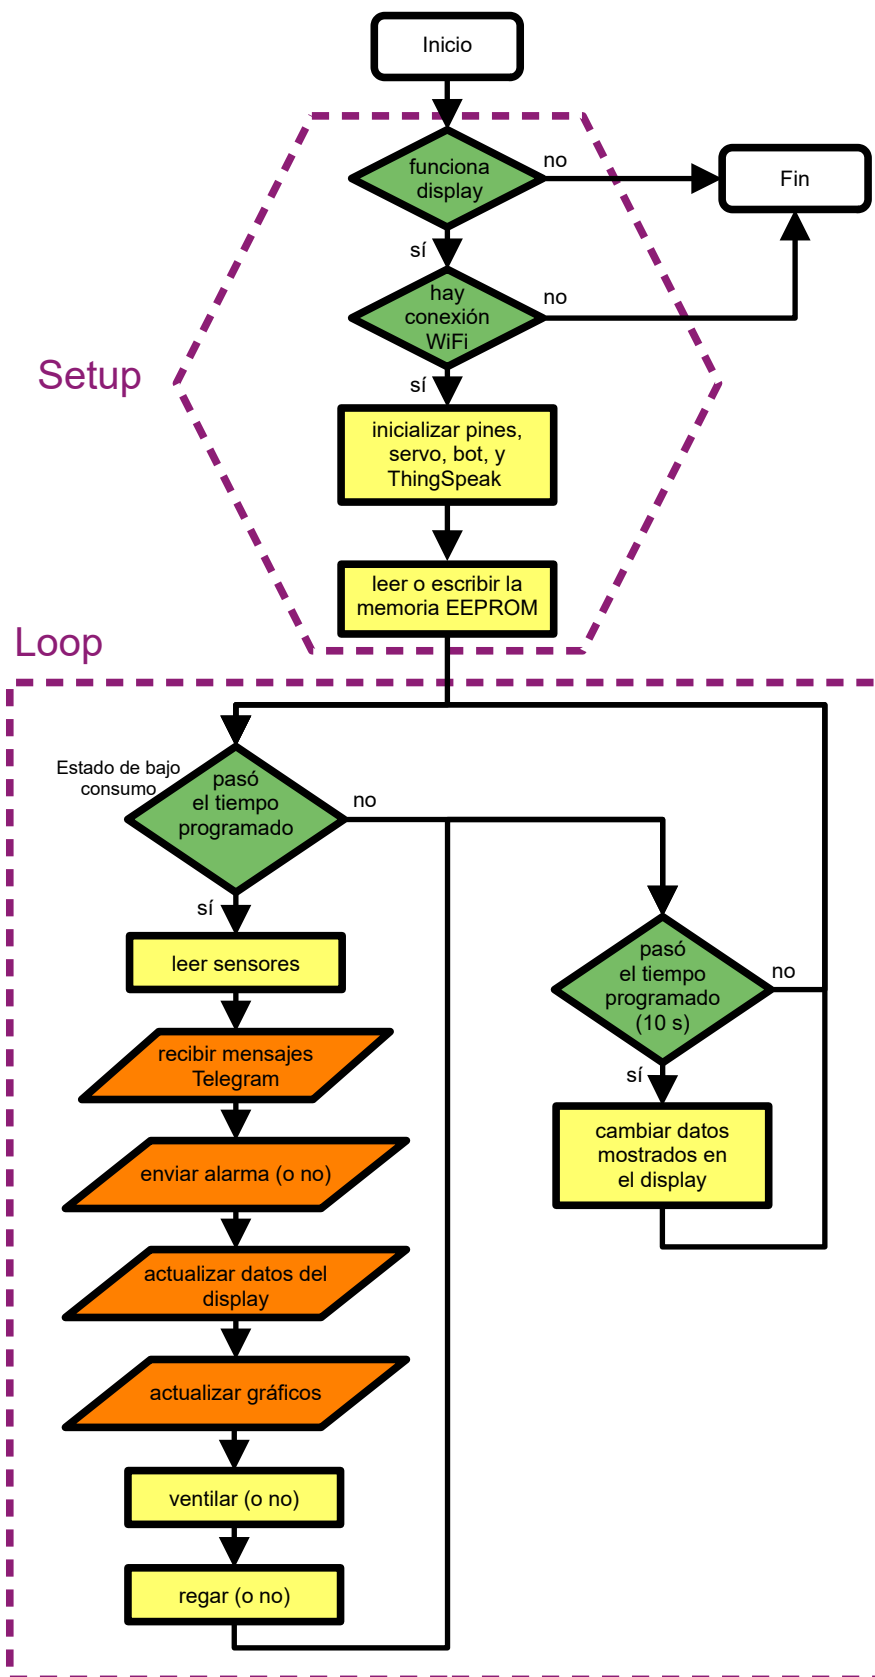 Inicio
funciona
display
no
Fin
sí
hay
conexión
WiFi
no
Setup
sí
inicializar pines,
servo, bot, y
ThingSpeak
leer o escribir la
memoria EEPROM
Loop
Estado de bajo
consumo
pasó
el tiempo
programado
no
sí
leer sensores
pasó
el tiempo
programado
(10 s)
no
recibir mensajes
Telegram
sí
cambiar datos
mostrados en
el display
enviar alarma (o no)
actualizar datos del
display
actualizar gráficos
ventilar (o no)
regar (o no)